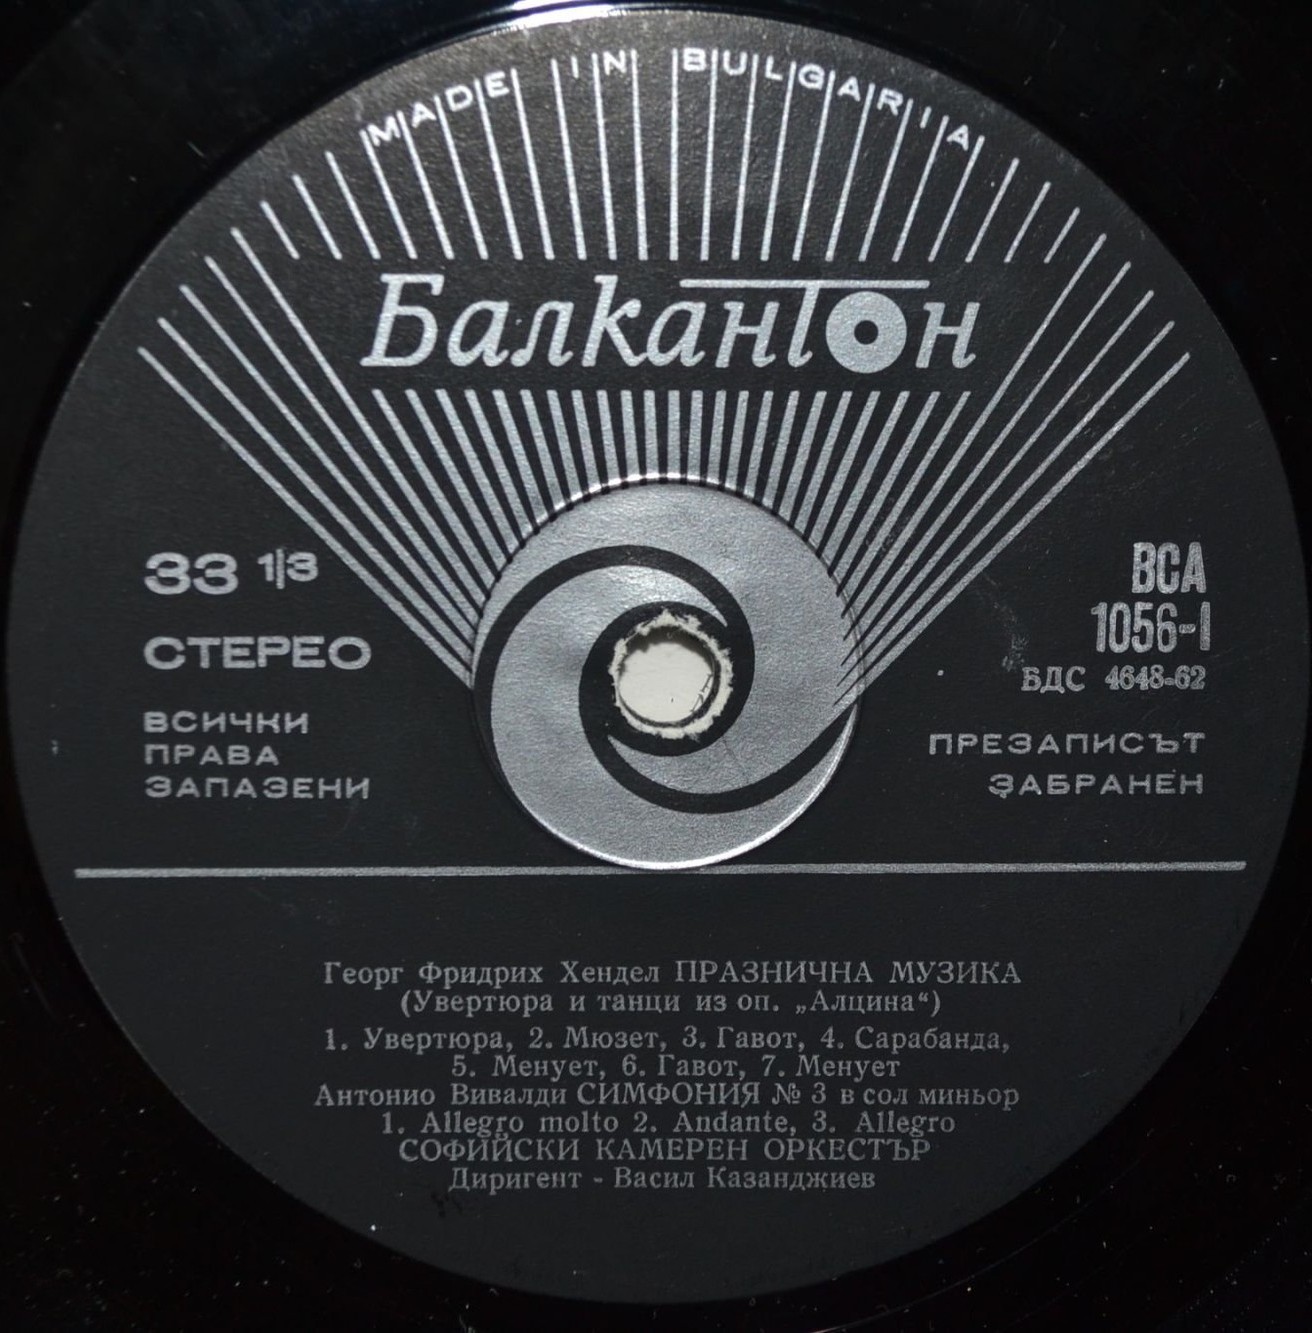 MADE IN BULGARIA
Балкантон
33 1/3
СТЕРЕО
ВСИЧКИ
ПРАВА
ЗАПАЗЕНИ
ВСА
1056-I
БДС 4648-62
ПРЕЗАПИСЪТ
ЗАБРАНЕН
Георг Фридрих Хендел ПРАЗНИЧНА МУЗИКА
(Увертюра и танци из оп. „Алцина“)
1. Увертюра, 2. Мюзет, 3. Гавот, 4. Сарабанда,
5. Менует, 6. Гавот, 7. Менует
Антонио Вивалди СИМФОНИЯ № 3 в сол миньор
1. Allegro molto 2. Andante, 3. Allegro
СОФИЙСКИ КАМЕРЕН ОРКЕСТЪР
Диригент - Васил Казанджиев